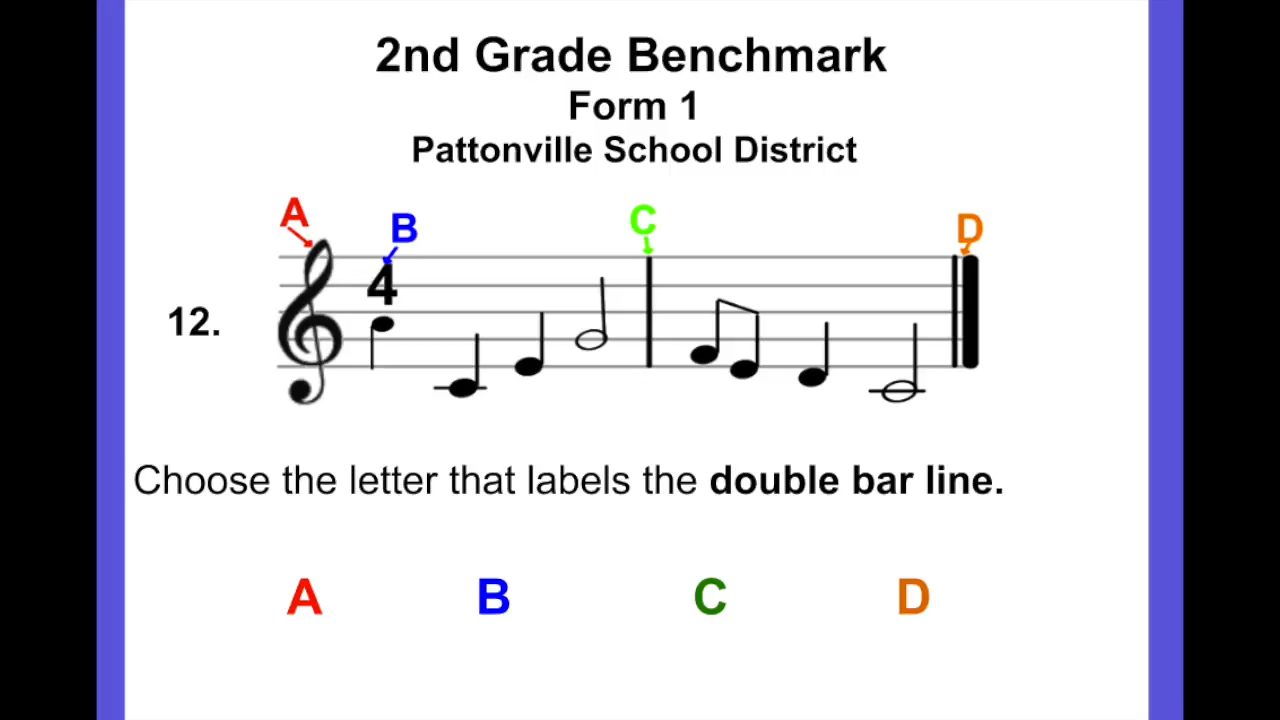 2nd Grade Benchmark
Form 1
Pattonville School District
A B C D
4
12.
Choose the letter that labels the double bar line.
A B C D